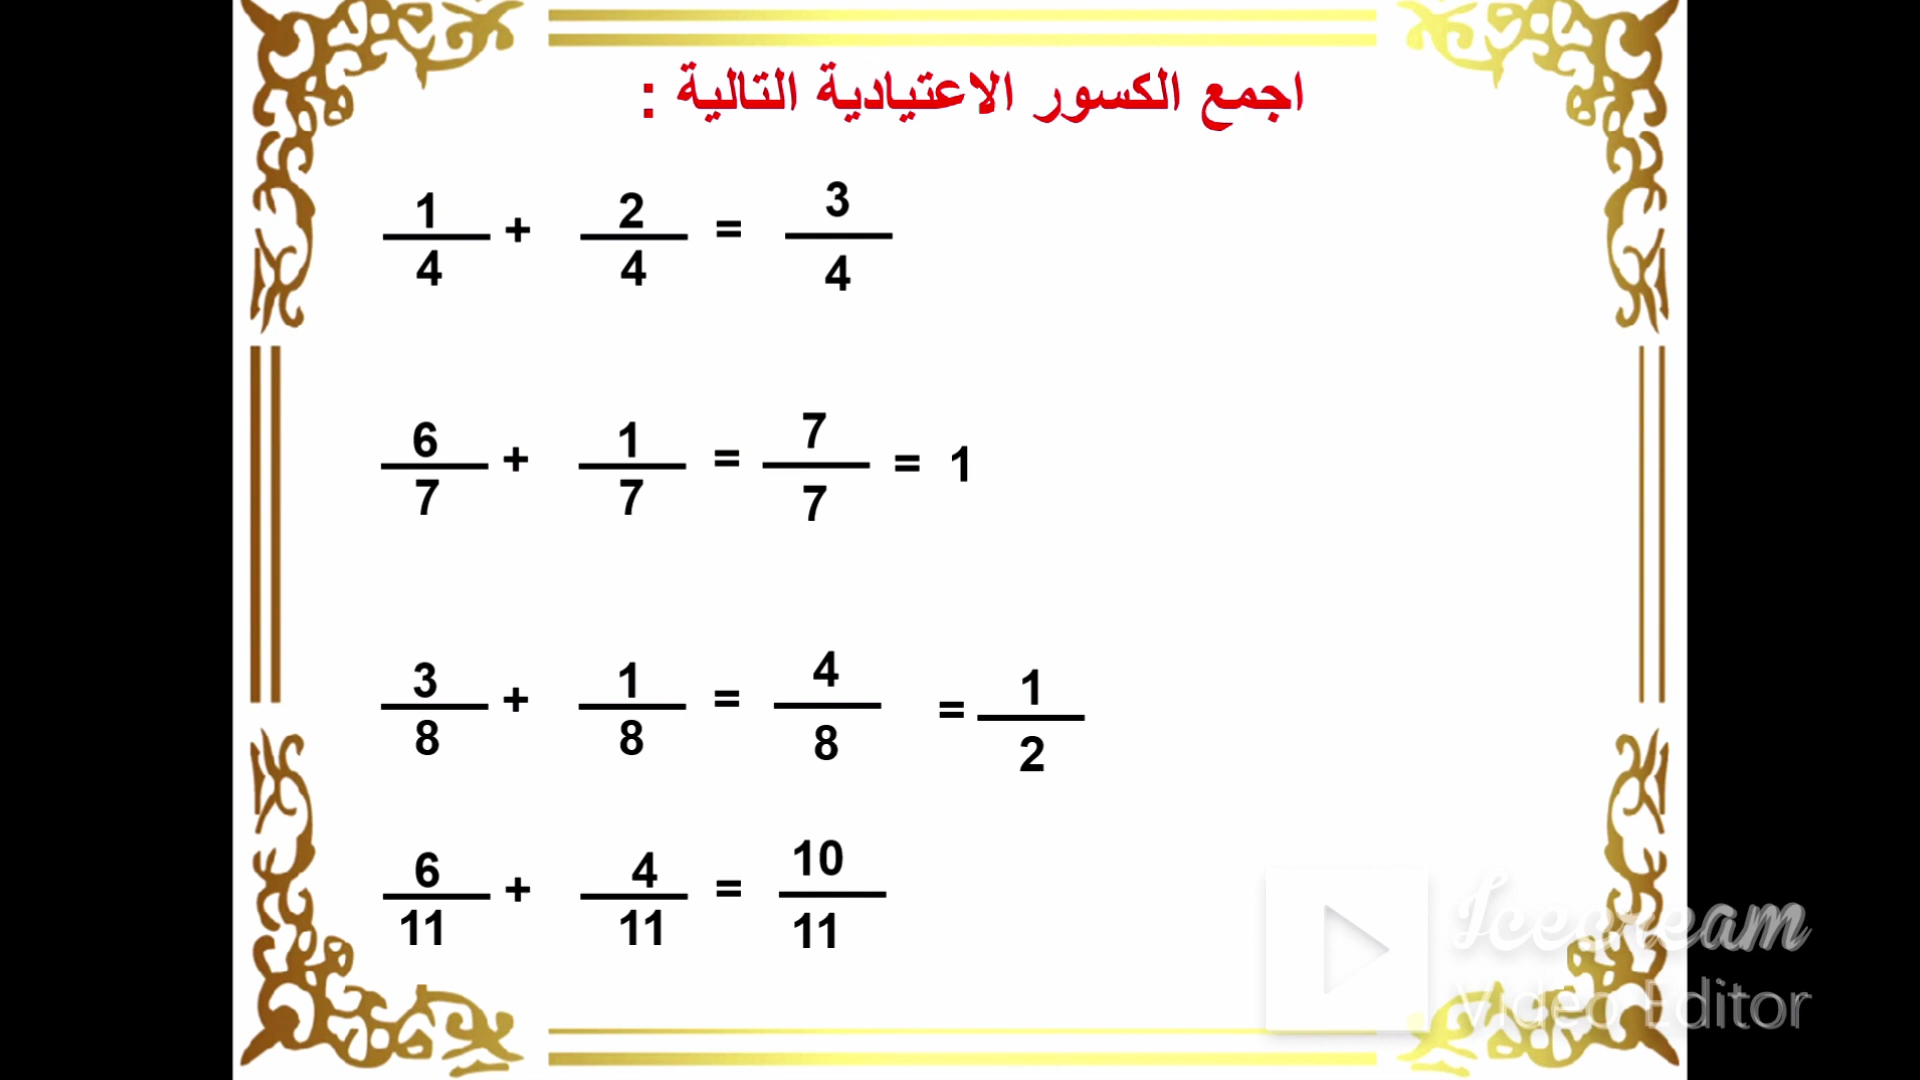 اجمع الكسور الاعتيادية التالية :
1/4 + 2/4 = 3/4
6/7 + 1/7 = 7/7 = 1
3/8 + 1/8 = 4/8 = 1/2
6/11 + 4/11 = 10/11
Icecream
Video Editor